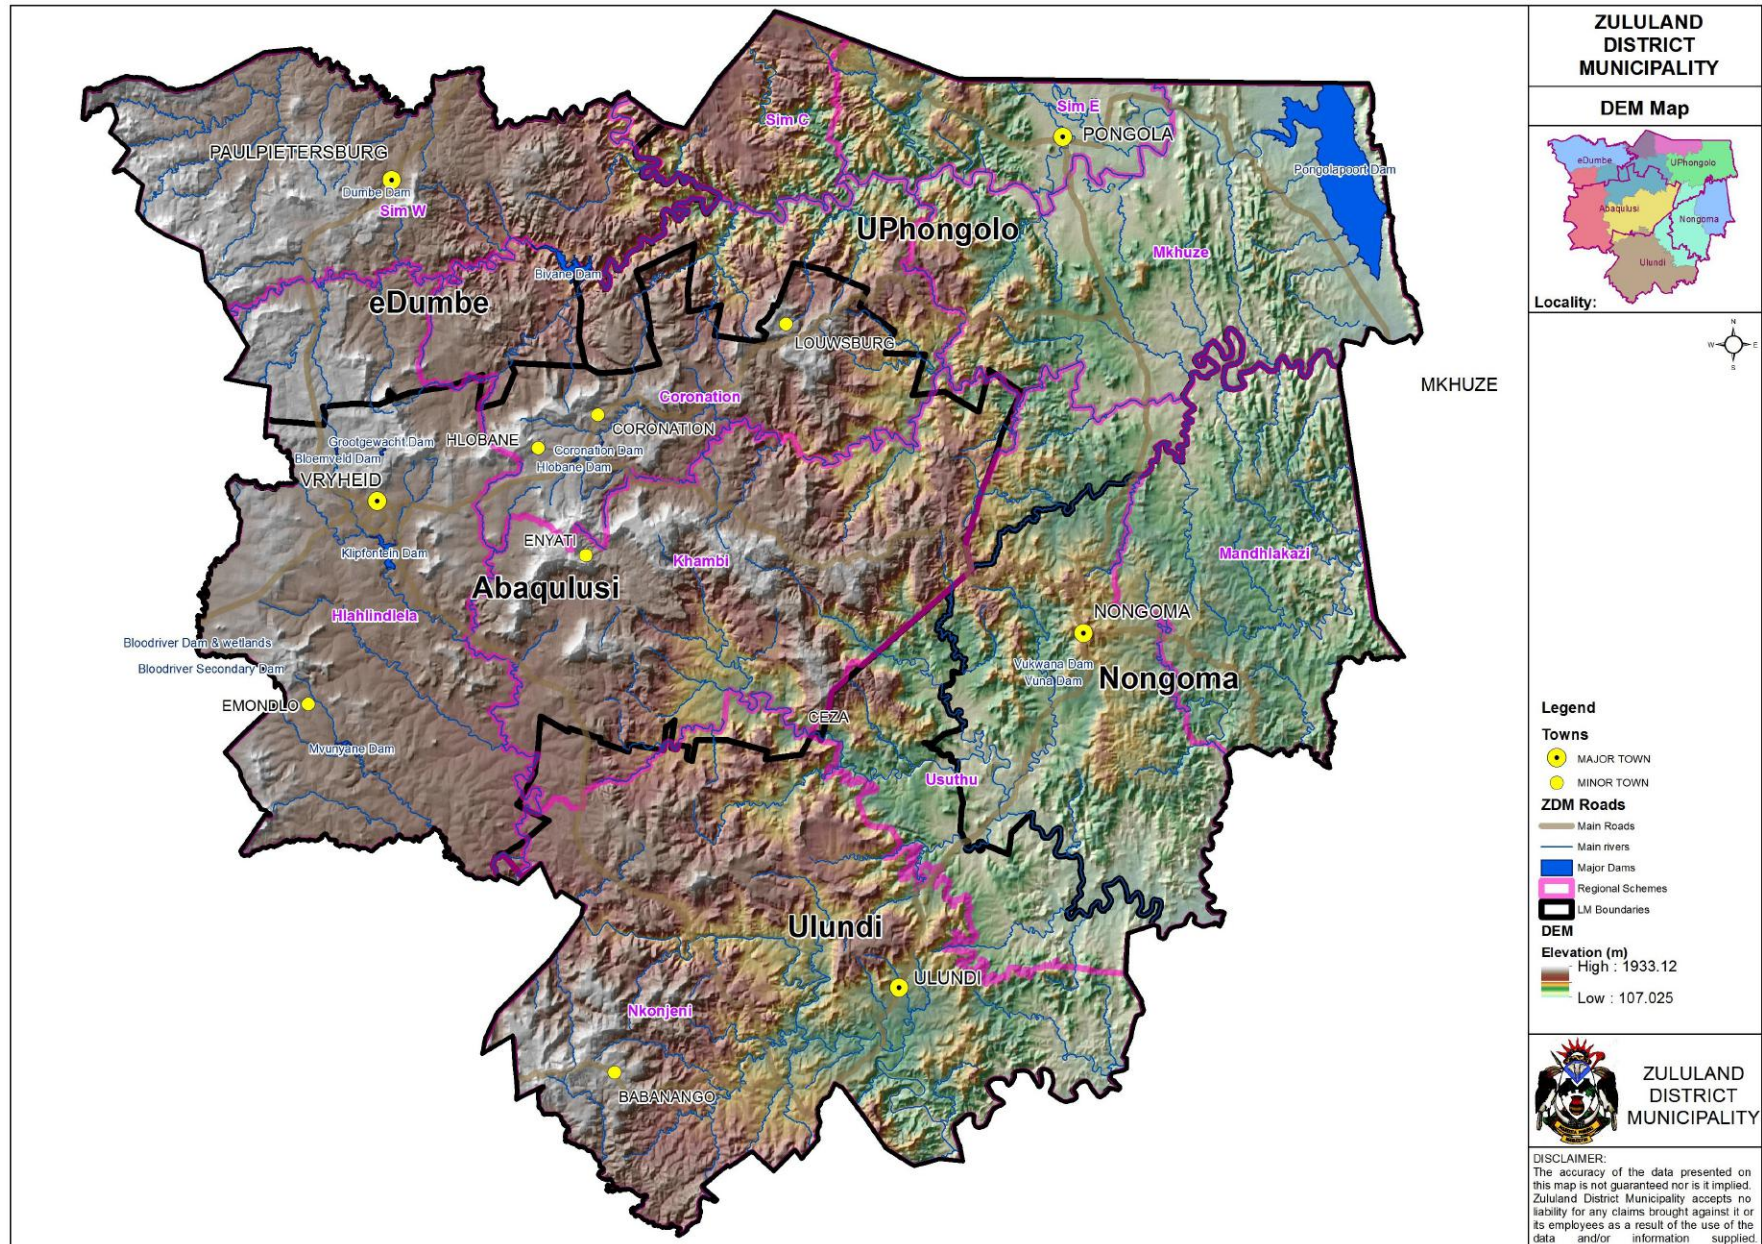 ZULULAND
DISTRICT
MUNICIPALITY
DEM Map
eDumbe
UPhongolo
Abaqulusi
Nongoma
Ulundi
Locality:
N
W
E
S
Sim E
Sim C
PONGOLA
PAULPIETERSBURG
Pongolapoort Dam
Dumbe Dam
Sim W
UPhongolo
Mkhuze
Bivane Dam
eDumbe
LOUWSBURG
MKHUZE
Coronation
CORONATION
Grootgewacht Dam
HLOBANE
Coronation Dam
Bloemveld Dam
Hlobane Dam
VRYHEID
ENYATI
Klipfontein Dam
Khambi
Mandhlakazi
Abaqulusi
Hlahlindlela
NONGOMA
Bloodriver Dam & wetlands
Bloodriver Secondary Dam
Vukwana Dam
Vuna Dam
Nongoma
EMONDLO
CEZA
Mvunyane Dam
Usuthu
Ulundi
ULUNDI
Nkonjeni
BABANANGO
Legend
Towns
MAJOR TOWN
MINOR TOWN
ZDM Roads
Main Roads
Main rivers
Major Dams
Regional Schemes
LM Boundaries
DEM
Elevation (m)
High : 1933.12
Low : 107.025
ZULULAND
DISTRICT
MUNICIPALITY
DISCLAIMER:
The accuracy of the data presented on
this map is not guaranteed nor is it implied.
Zululand District Municipality accepts no
liability for any claims brought against it or
its employees as a result of the use of the
data and/or information supplied.